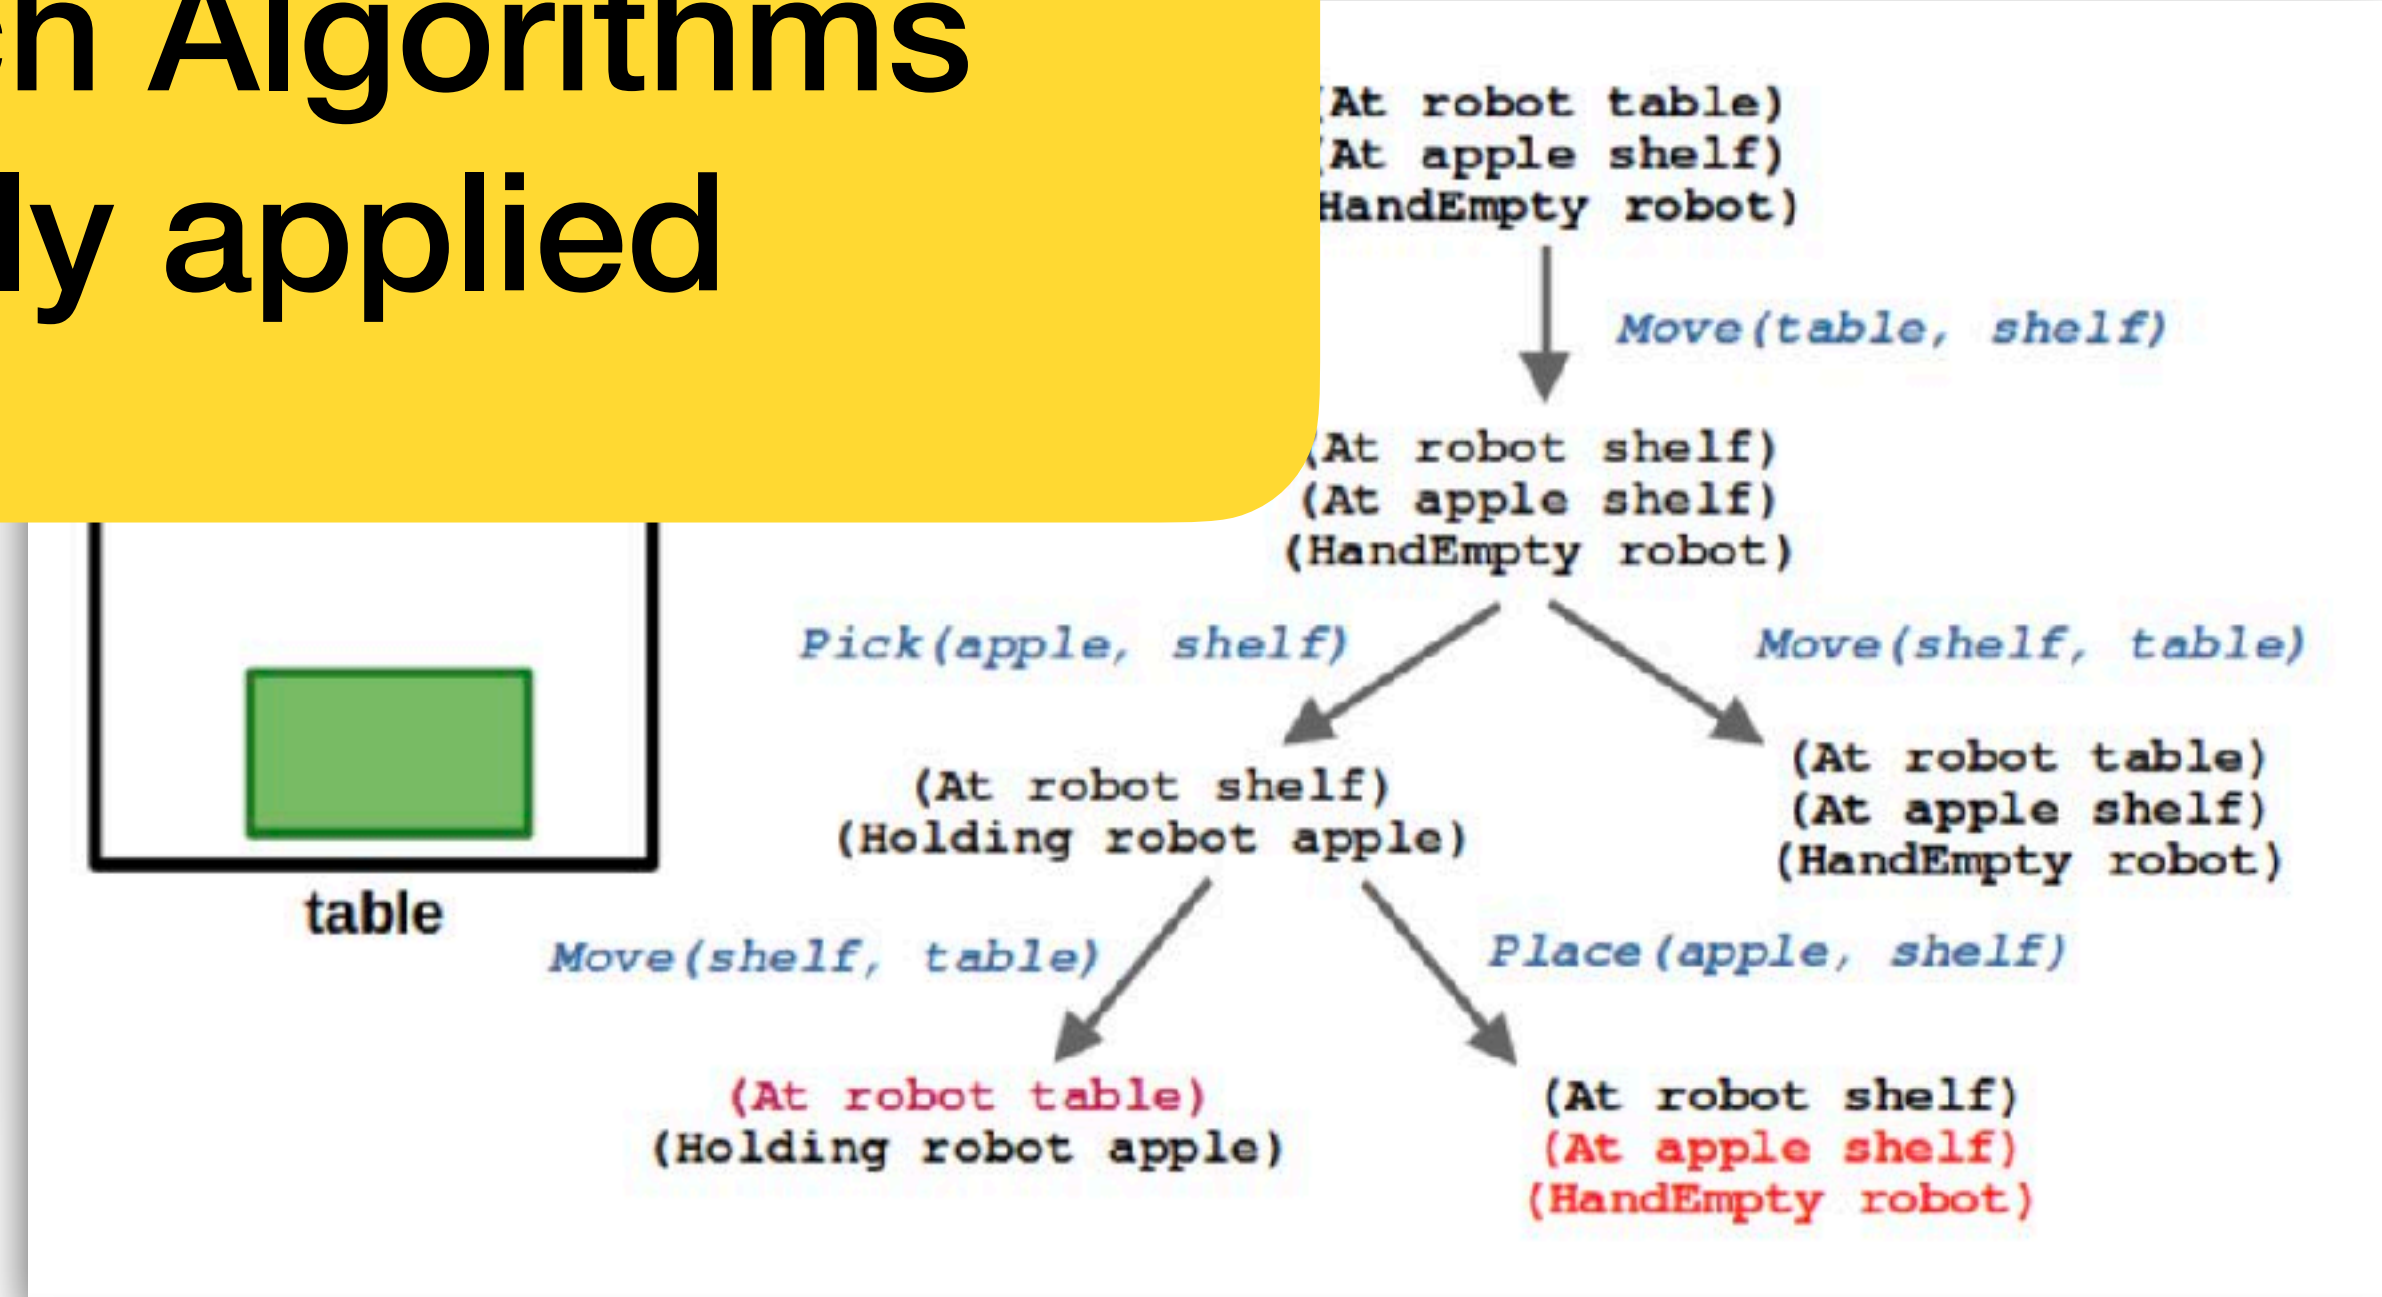 h Algorithms
ly applied
(At robot table)
(At apple shelf)
HandEmpty robot)
Move(table, shelf)
(At robot shelf)
(At apple shelf)
(HandEmpty robot)
Pick(apple, shelf)
Move(shelf, table)
(At robot shelf)
(Holding robot apple)
(At robot table)
(At apple shelf)
(HandEmpty robot)
table
Move(shelf, table)
Place(apple, shelf)
(At robot table)
(Holding robot apple)
(At robot shelf)
(At apple shelf)
(HandEmpty robot)